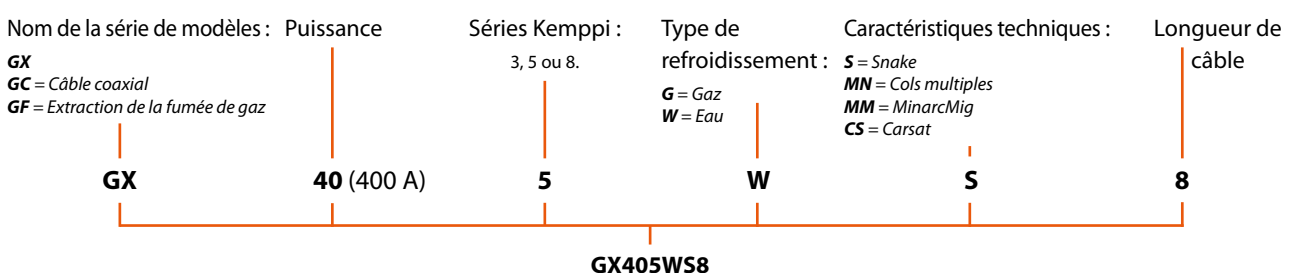 Nom de la série de modèles :
GX
GC = Câble coaxial
GF = Extraction de la fumée de gaz
Puissance
Séries Kemppi :
3, 5 ou 8.
Type de
refroidissement :
G = Gaz
W = Eau
Caractéristiques techniques :
S = Snake
MN = Cols multiples
MM = MinarcMig
CS = Carsat
Longueur de
câble
GX
40 (400 A)
5
W
S
8
GX405WS8